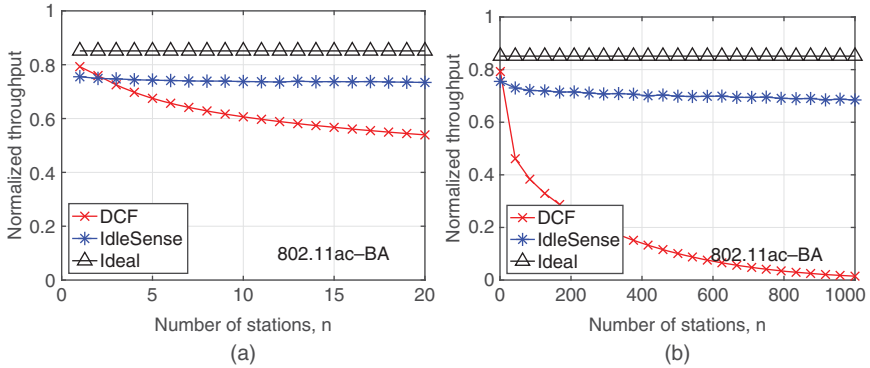 Normalized throughput
1
0.8
0.6
0.4
0.2
0
DCF
IdleSense
Ideal
802.11ac–BA
0 5 10 15 20
Number of stations, n
(a)
Normalized throughput
1
0.8
0.6
0.4
0.2
0
DCF
IdleSense
Ideal
802.11ac–BA
0 200 400 600 800 1000
Number of stations, n
(b)